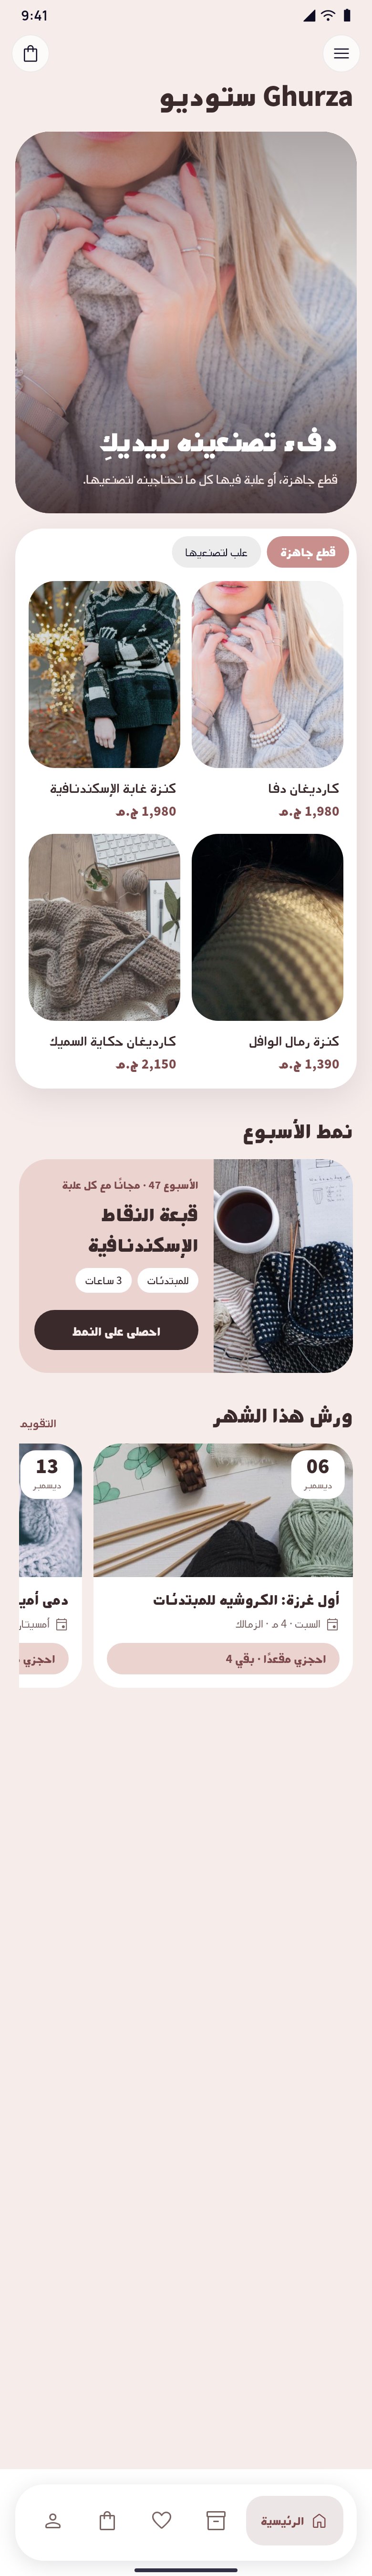 9:41
Ghurza ستوديو
دفء تصنعينه بيديكِ
قطع جاهزة، أو علبة فيها كل ما تحتاجينه لتصنعيها.
قطع جاهزة
علب لتصنعيها
كارديغان دفا
1,980 ج.م.
كنزة غابة الإسكندنافية
1,980 ج.م.
كنزة رمال الوافل
1,390 ج.م.
كارديغان حكاية السميك
2,150 ج.م.
نمط الأسبوع
الأسبوع 47 · مجانًا مع كل علبة
قبعة النقاط
الإسكندنافية
للمبتدئات
3 ساعات
احصلي على النمط
ورش هذا الشهر
التقويم
06
ديسمبر
أول غرزة: الكروشيه للمبتدئات
السبت · 4 م · الزمالك
احجزي مقعدًا · بقي 4
13
ديسمبر
دمى
احجزي
الرئيسية